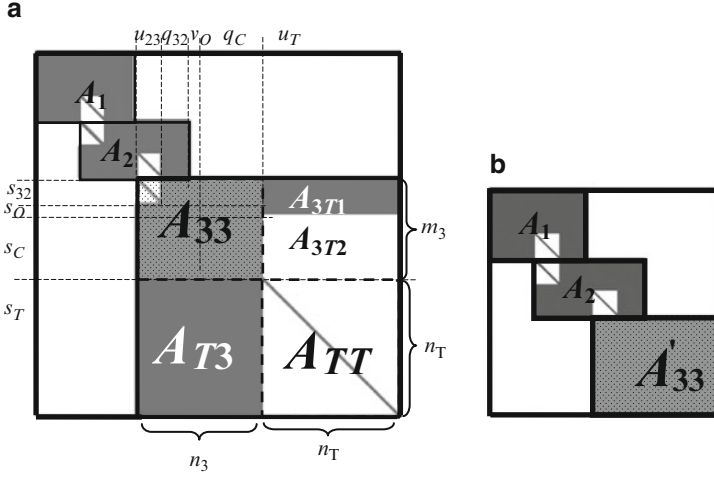 a
u23 q32 vO qC uT
A1
A2
s32
sO
sC
sT
A33
A3T1
A3T2
AT3
ATT
m3
nT
n3
nT
b
A1
A2
A'33